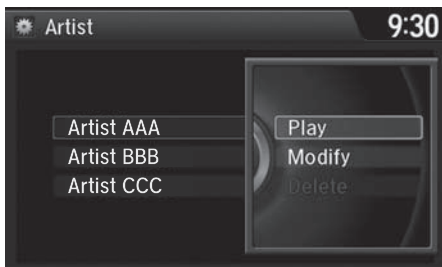 Artist
9:30
Artist AAA
Artist BBB
Artist CCC
Play
Modify
Delete